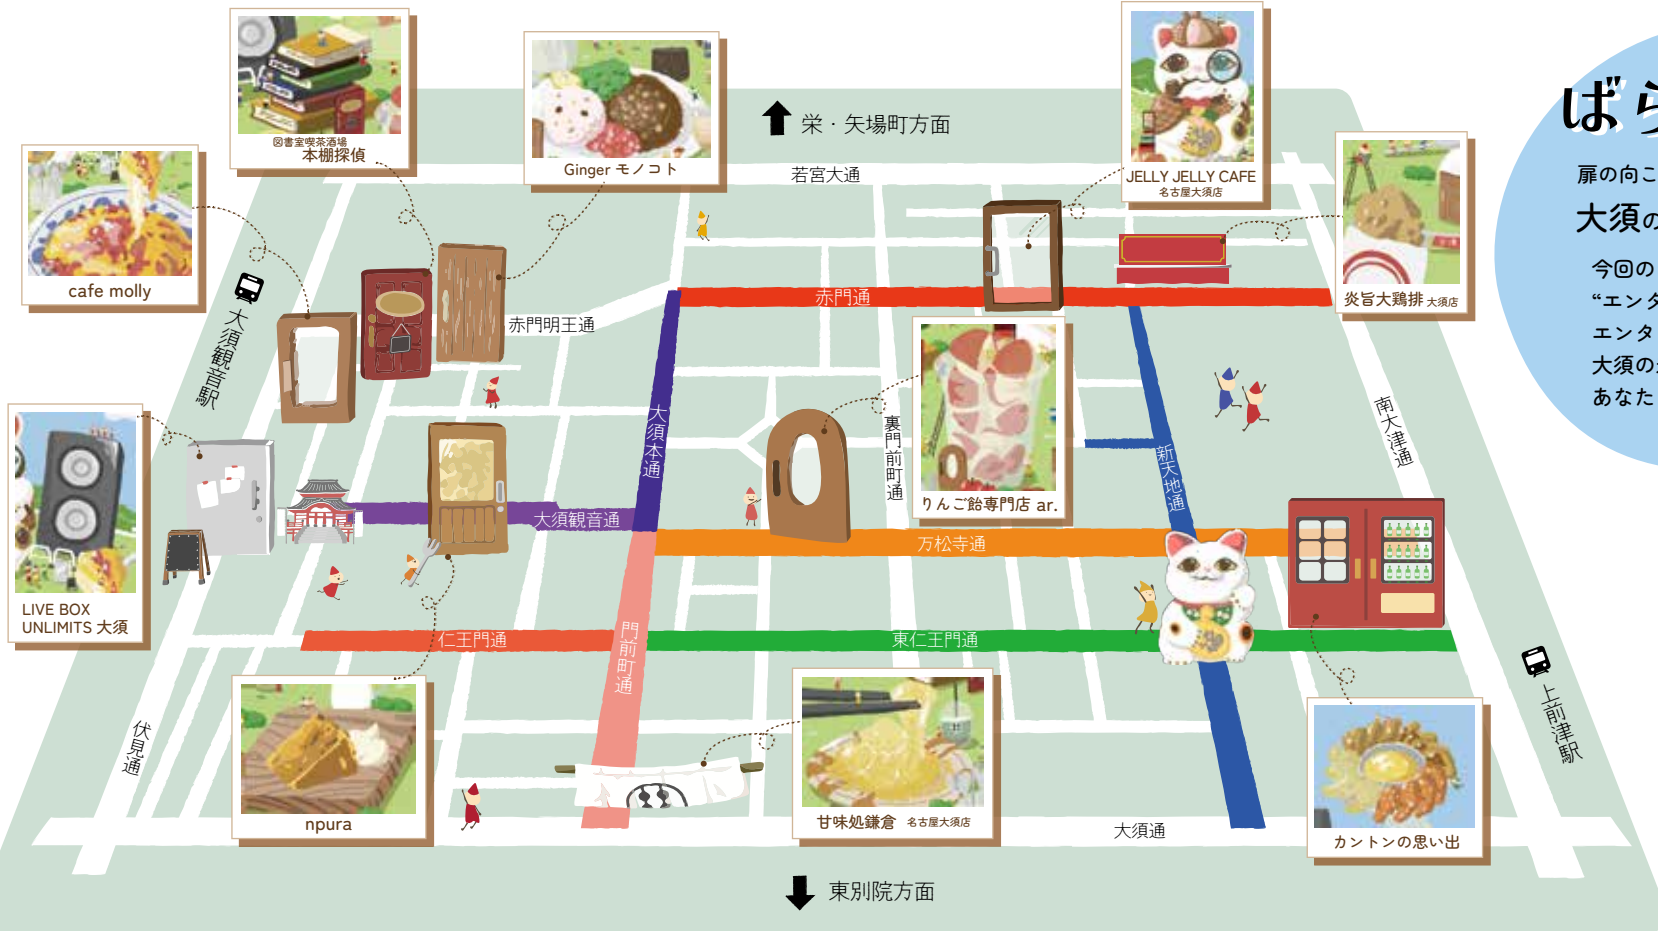 図書室喫茶酒場
本棚探偵
Ginger モノコト
JELLY JELLY CAFE
名古屋大須店
cafe molly
炎旨大鶏排 大須店
栄・矢場町方面
若宮大通
赤門通
赤門明王通
大須観音駅
大須本通
裏門前町通
新天地通
南大津通
りんご飴専門店 ar.
大須観音通
万松寺通
LIVE BOX
UNLIMITS 大須
仁王門通
門前町通
東仁王門通
伏見通
上前津駅
npura
甘味処鎌倉 名古屋大須店
カントンの思い出
大須通
東別院方面
ばら
扉の向こ
大須の
今回の
“エンタ
エンタ
大須の
あなた